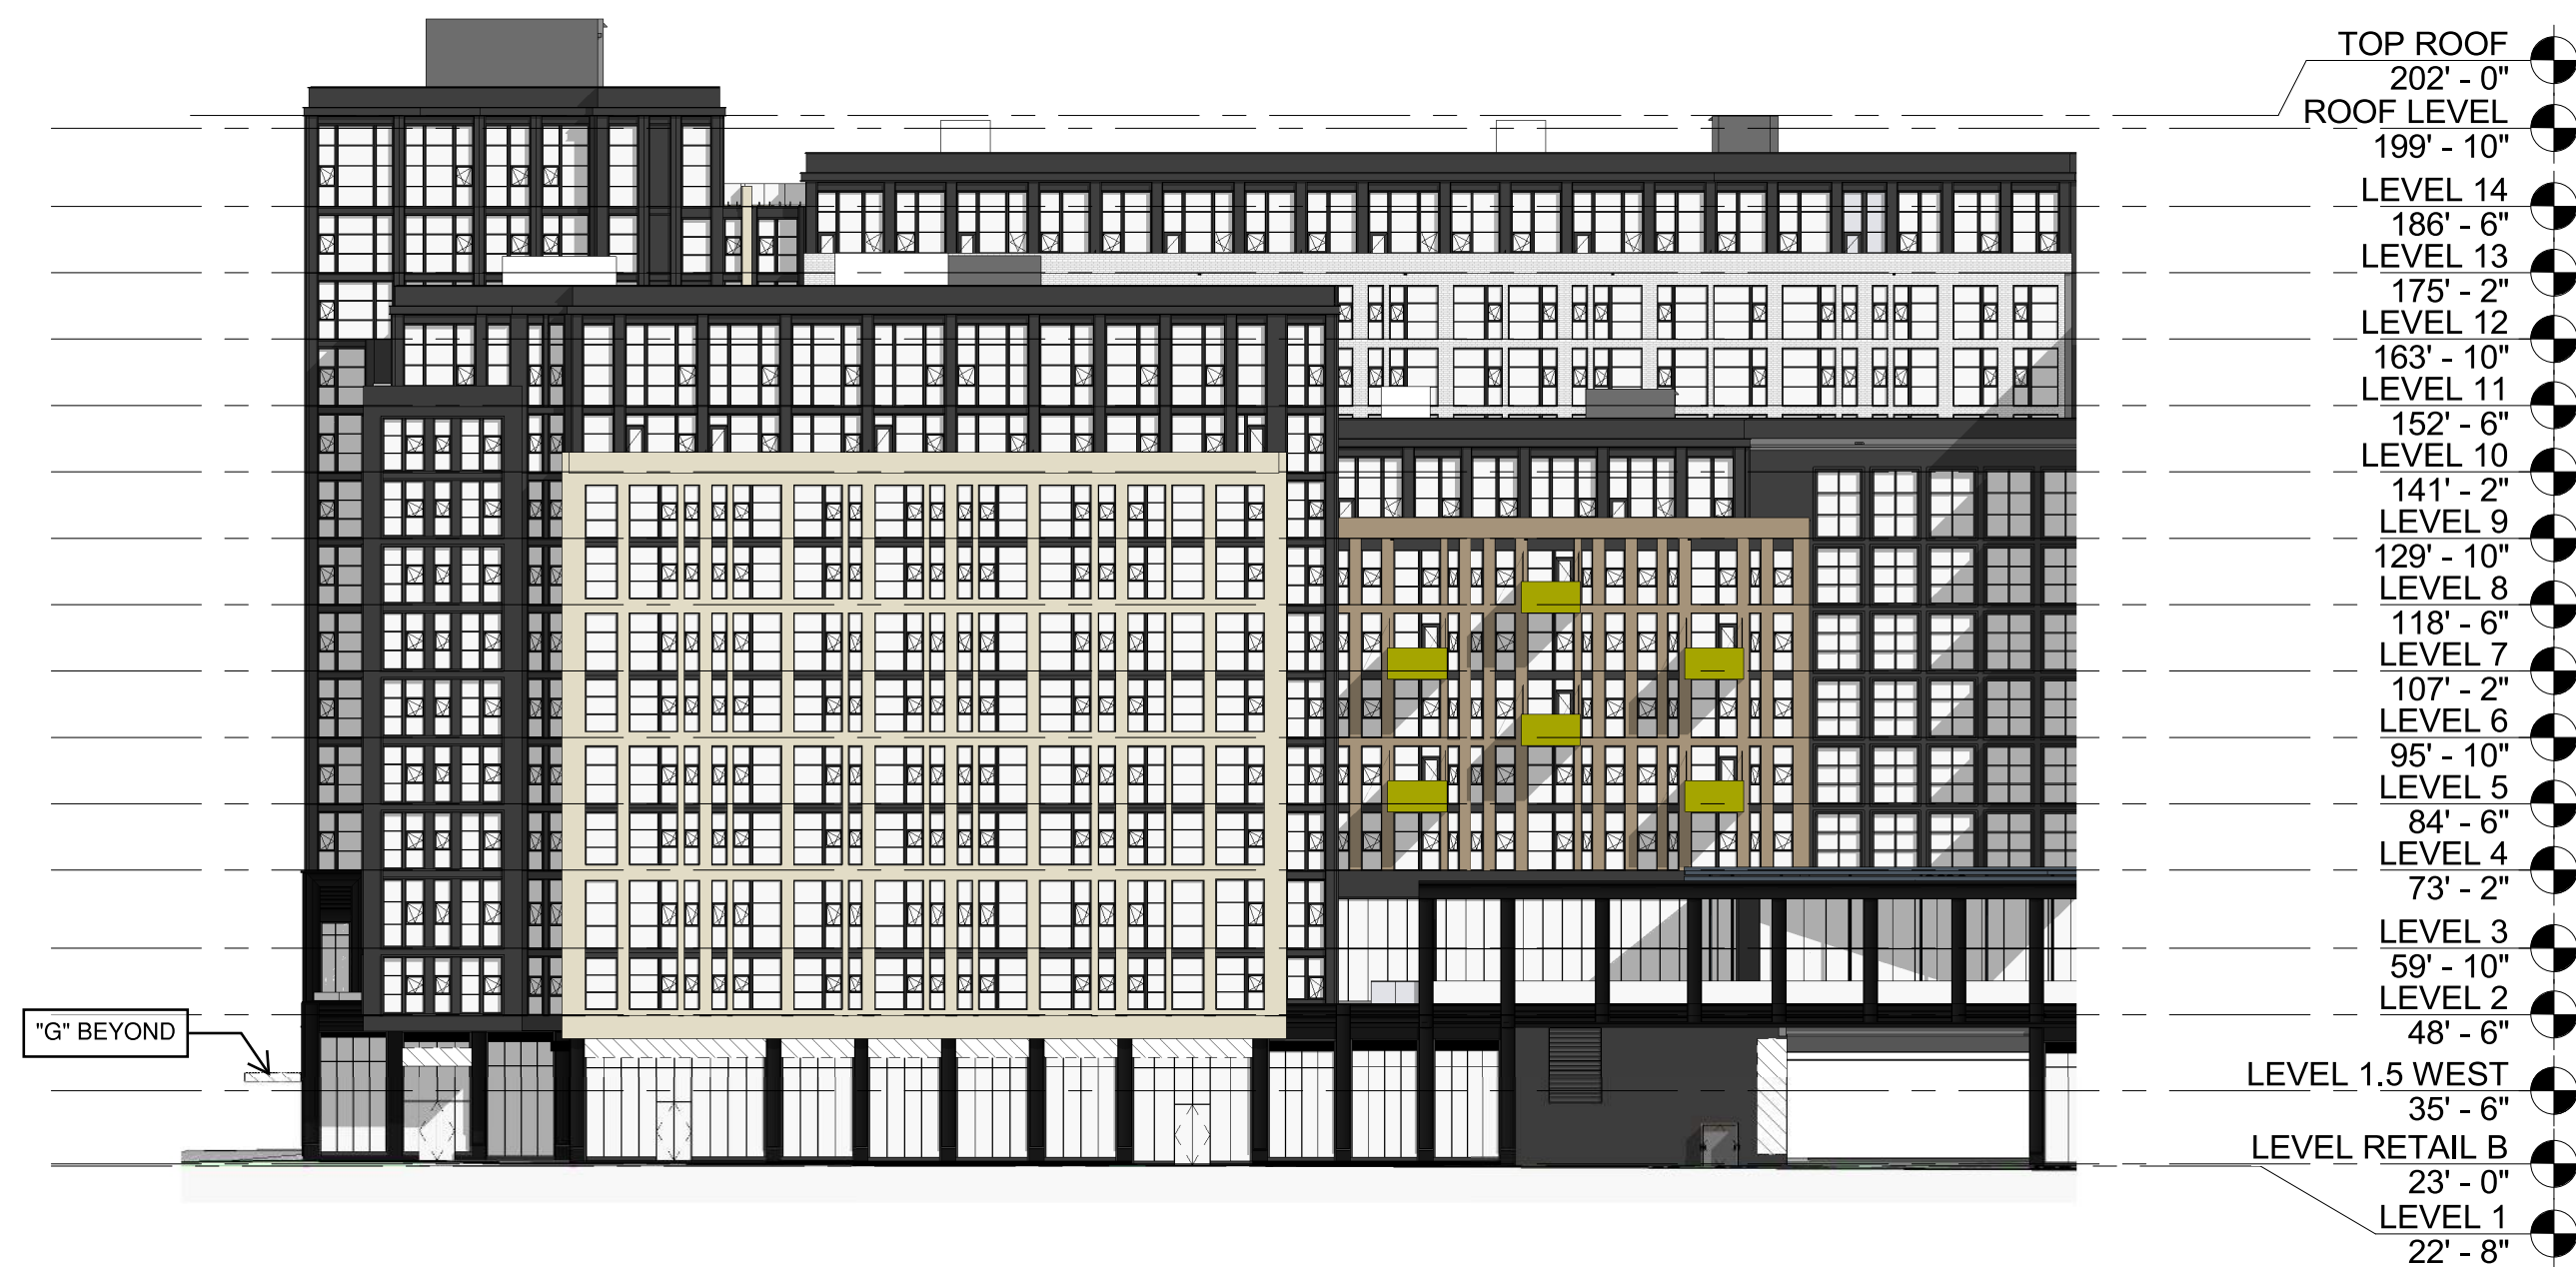 TOP ROOF
202' - 0"
ROOF LEVEL
199' - 10"
LEVEL 14
186' - 6"
LEVEL 13
175' - 2"
LEVEL 12
163' - 10"
LEVEL 11
152' - 6"
LEVEL 10
141' - 2"
LEVEL 9
129' - 10"
LEVEL 8
118' - 6"
LEVEL 7
107' - 2"
LEVEL 6
95' - 10"
LEVEL 5
84' - 6"
LEVEL 4
73' - 2"
LEVEL 3
59' - 10"
LEVEL 2
48' - 6"
"G" BEYOND
LEVEL 1.5 WEST
35' - 6"
LEVEL RETAIL B
23' - 0"
LEVEL 1
22' - 8"